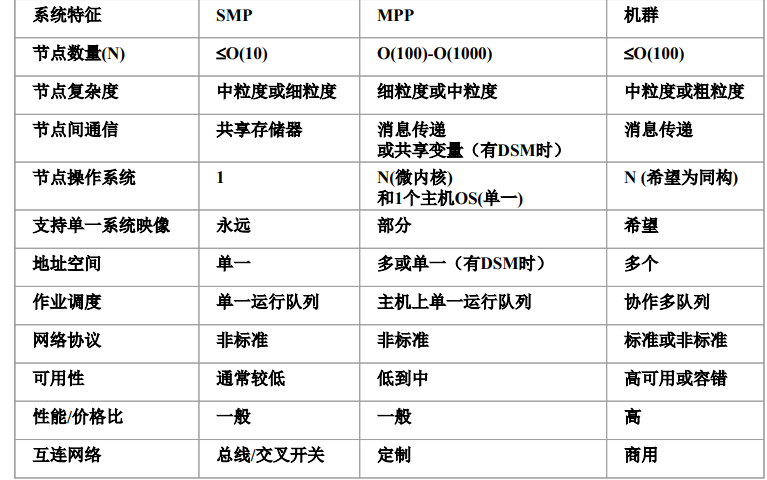 系统特征 SMP MPP 机群
节点数量(N) ≤O(10) O(100)-O(1000) ≤O(100)
节点复杂度 中粒度或细粒度 细粒度或中粒度 中粒度或粗粒度
节点间通信 共享存储器 消息传递 消息传递
或共享变量（有DSM时）
节点操作系统 1 N(微内核) N (希望为同构)
和1个主机OS(单一)
支持单一系统映像 永远 部分 希望
地址空间 单一 多或单一（有DSM时） 多个
作业调度 单一运行队列 主机上单一运行队列 协作多队列
网络协议 非标准 非标准 标准或非标准
可用性 通常较低 低到中 高可用或容错
性能/价格比 一般 一般 高
互连网络 总线/交叉开关 定制 商用